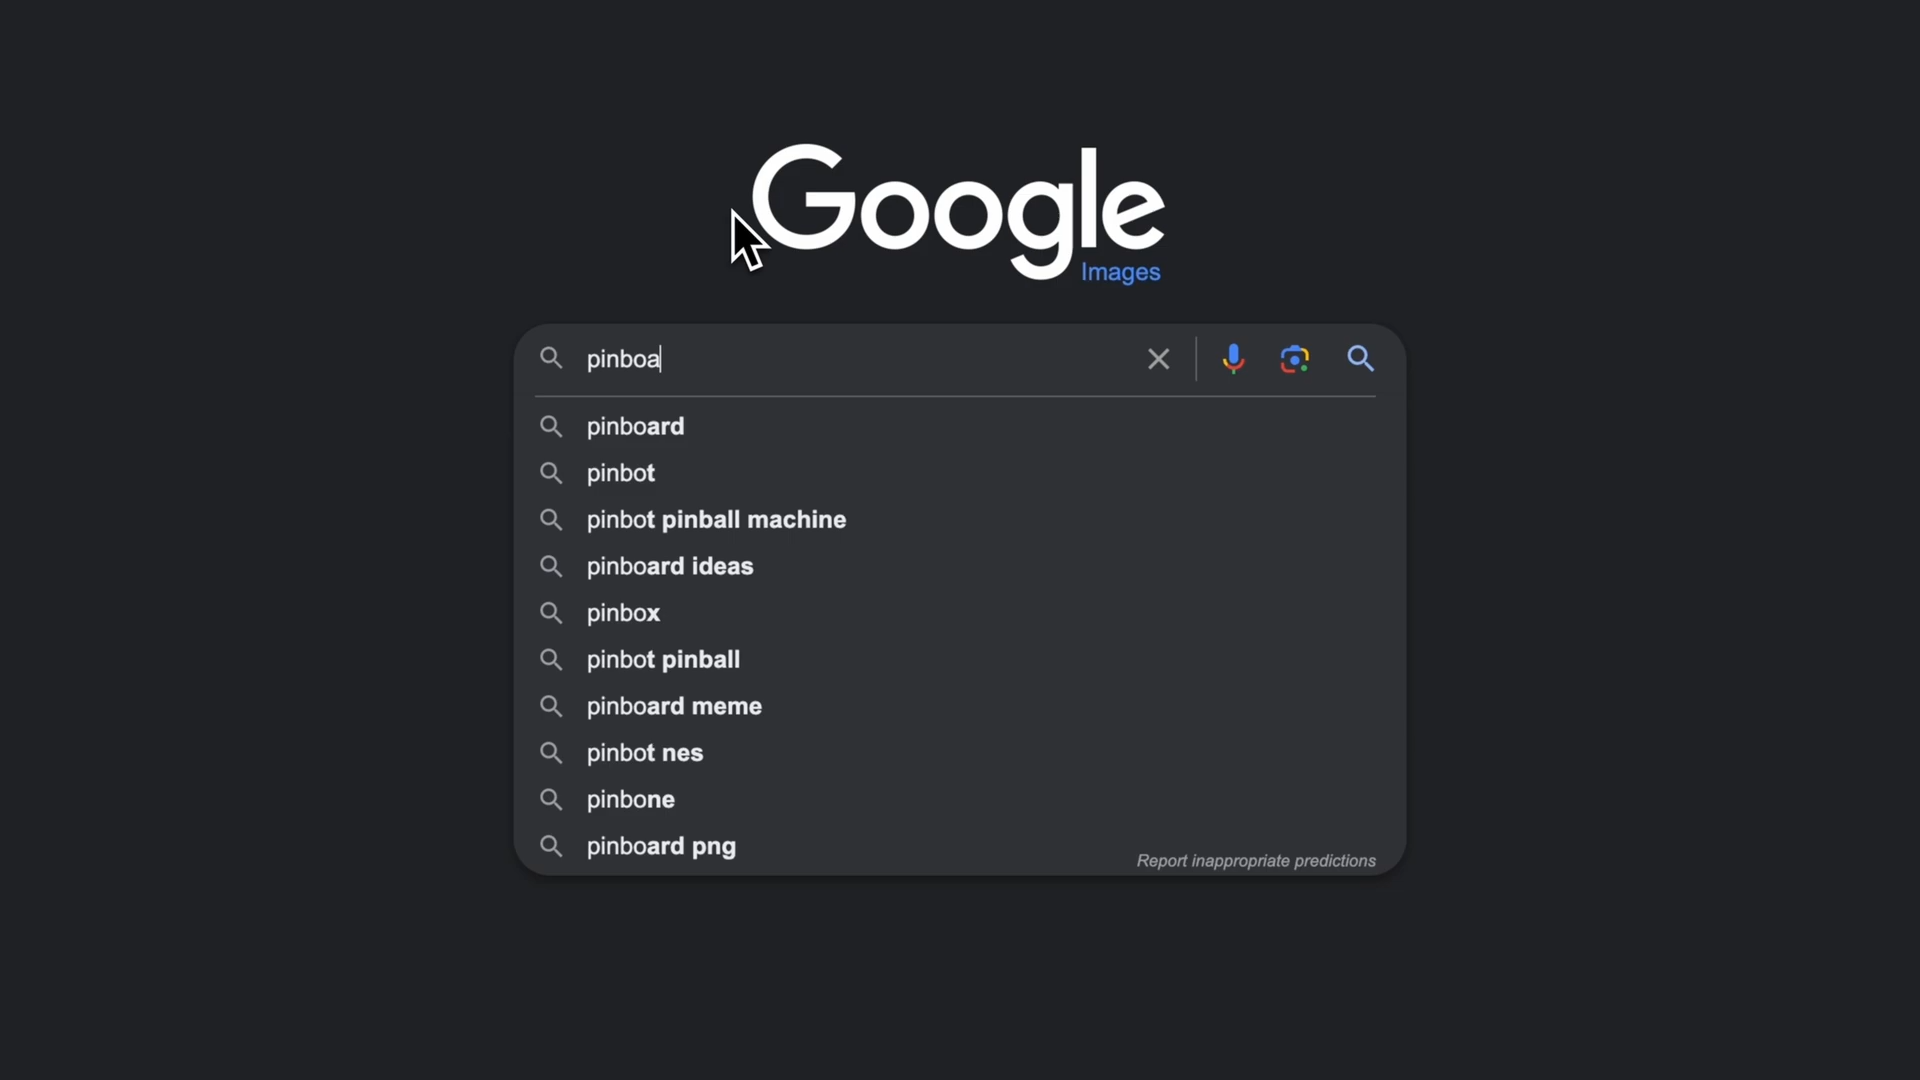 Google
Images
pinboa
pinboard
pinbot
pinbot pinball machine
pinboard ideas
pinbox
pinbot pinball
pinboard meme
pinbot nes
pinbone
pinboard png
Report inappropriate predictions